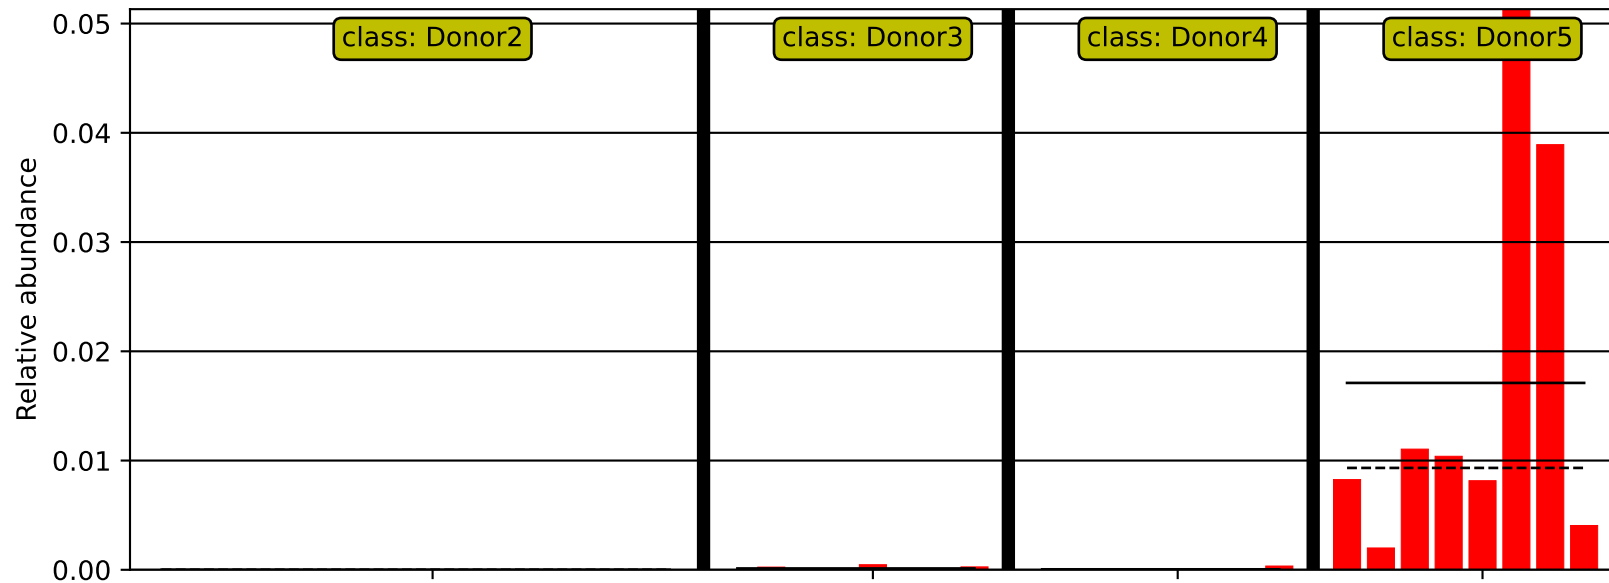 class: Donor2
class: Donor3
class: Donor4
class: Donor5
Relative abundance
0.05
0.04
0.03
0.02
0.01
0.00